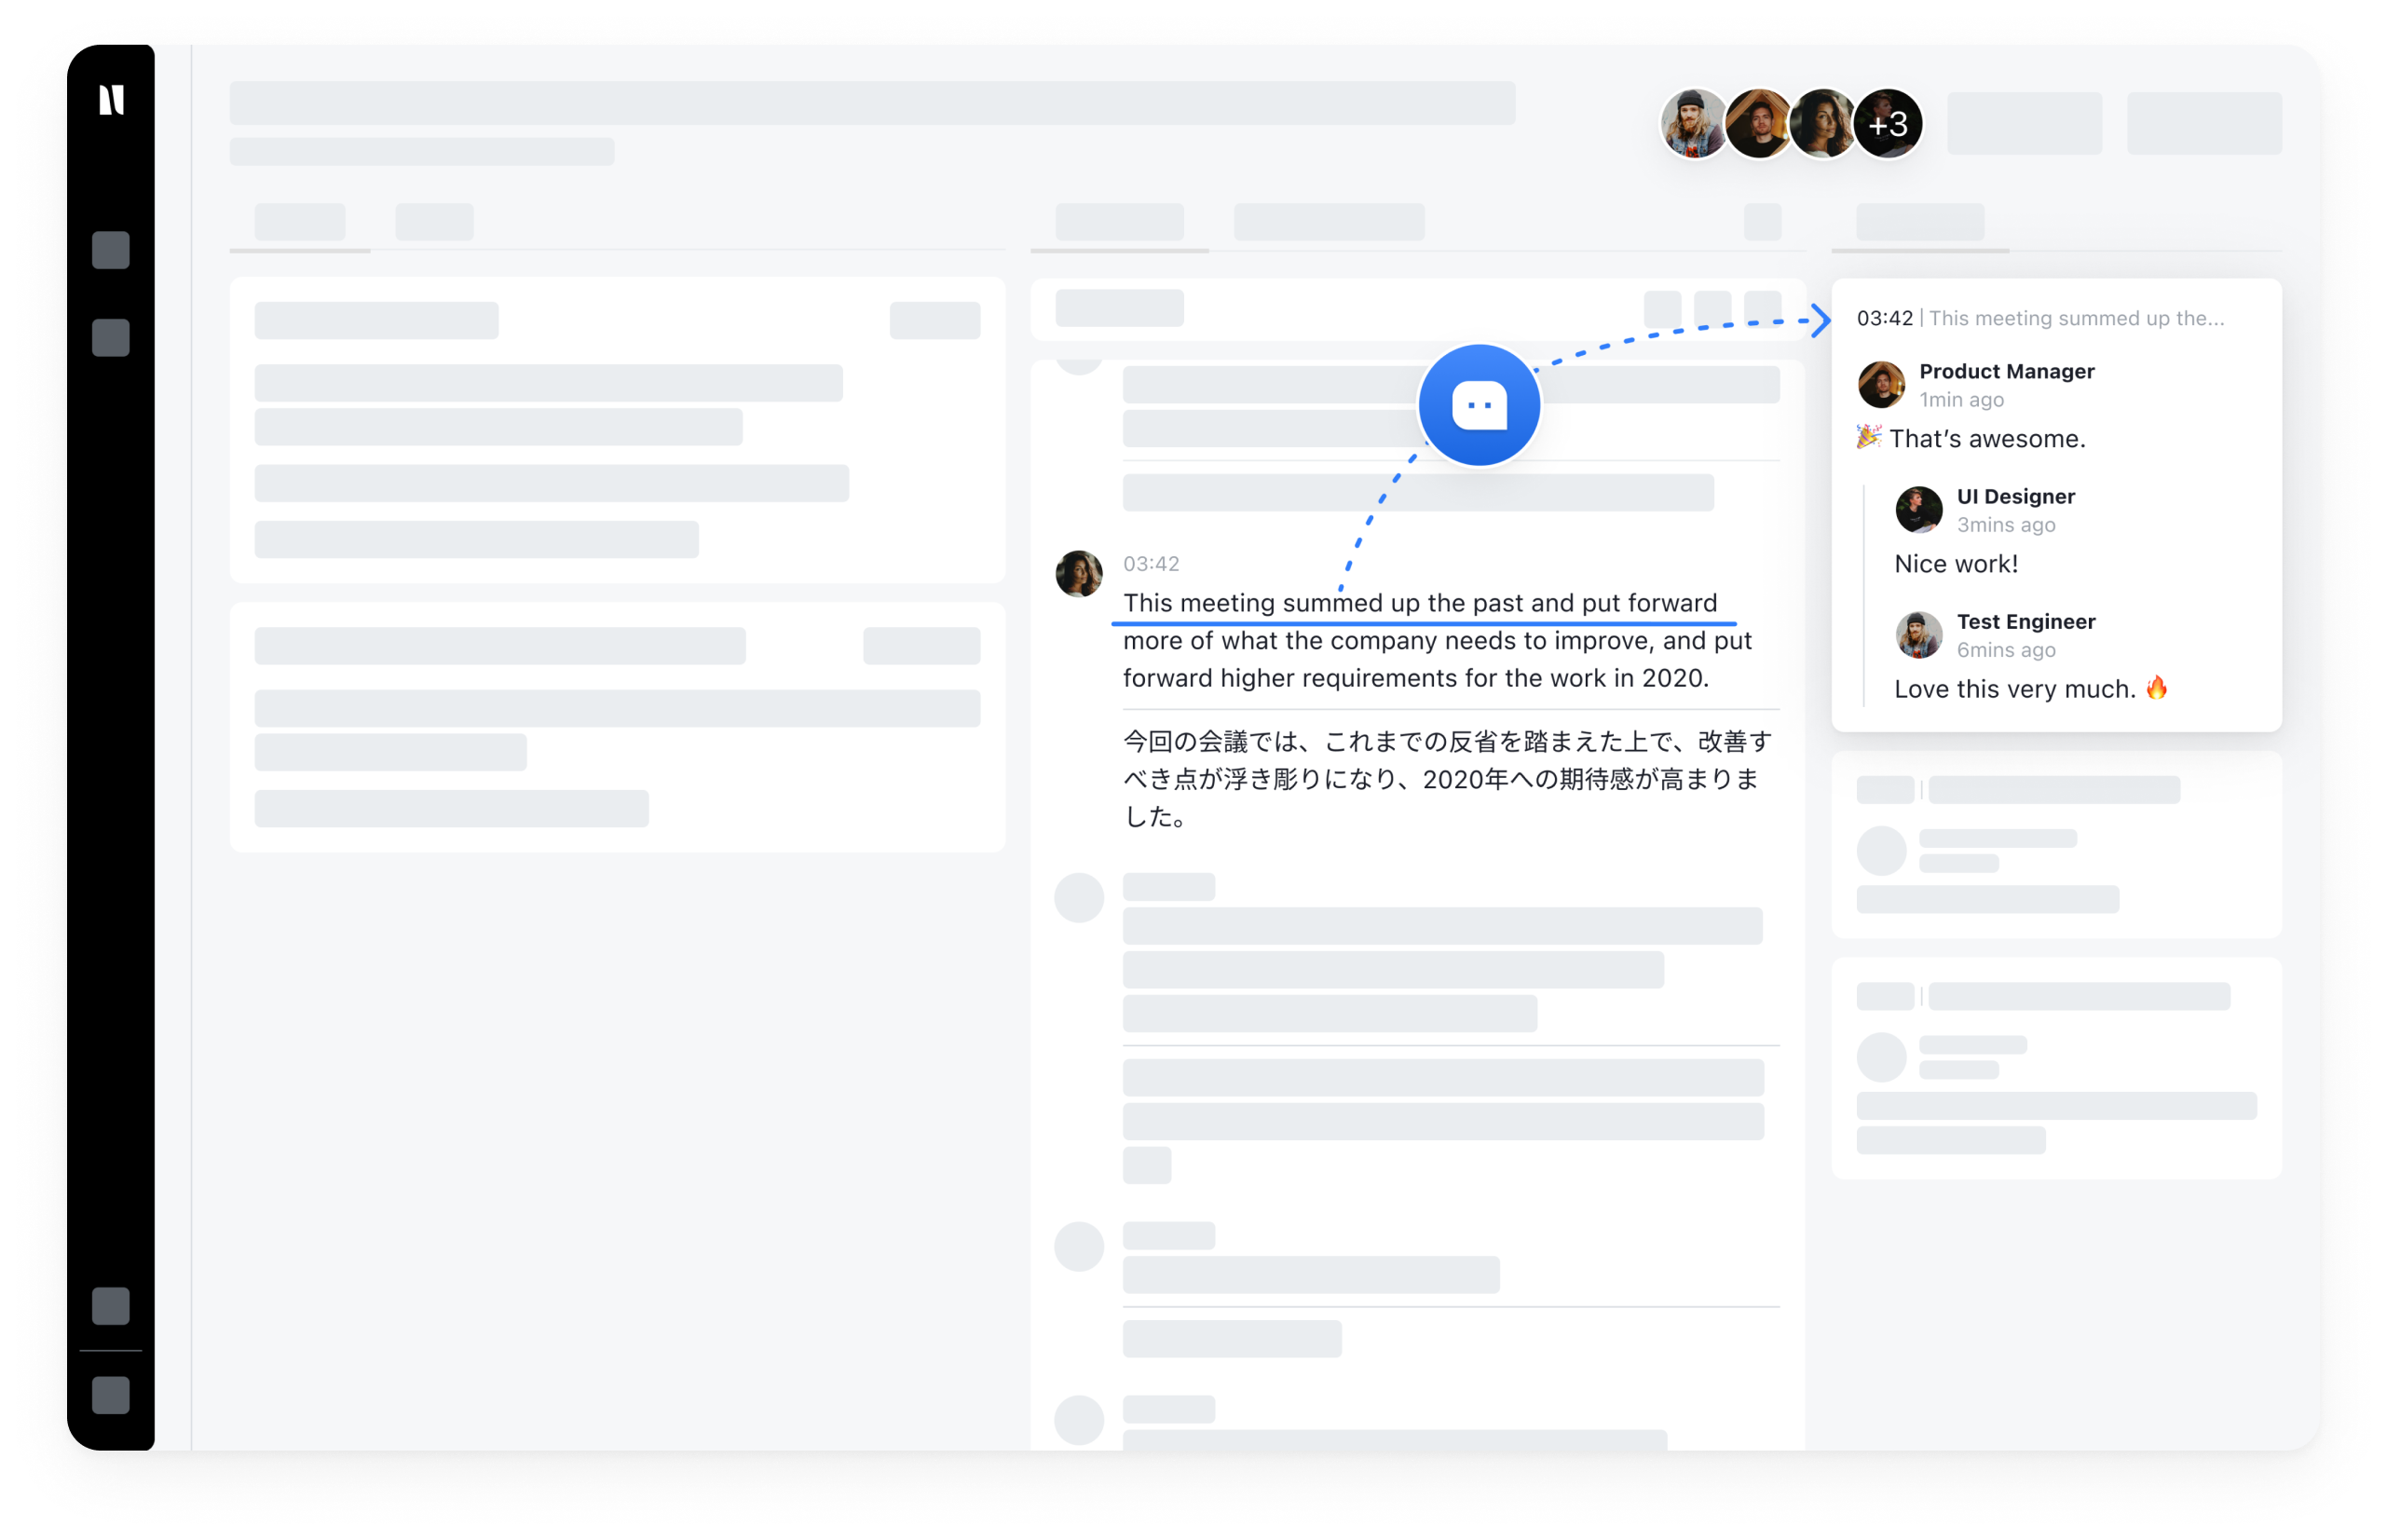 +3
03:42
This meeting summed up the past and put forward
more of what the company needs to improve, and put
forward higher requirements for the work in 2020.
今回の会議では、これまでの反省を踏まえた上で、改善す
べき点が浮き彫りになり、2020年への期待感が高まりま
した。
03:42 | This meeting summed up the...
Product Manager
1min ago
🎉 That’s awesome.
UI Designer
3mins ago
Nice work!
Test Engineer
6mins ago
Love this very much. 🔥